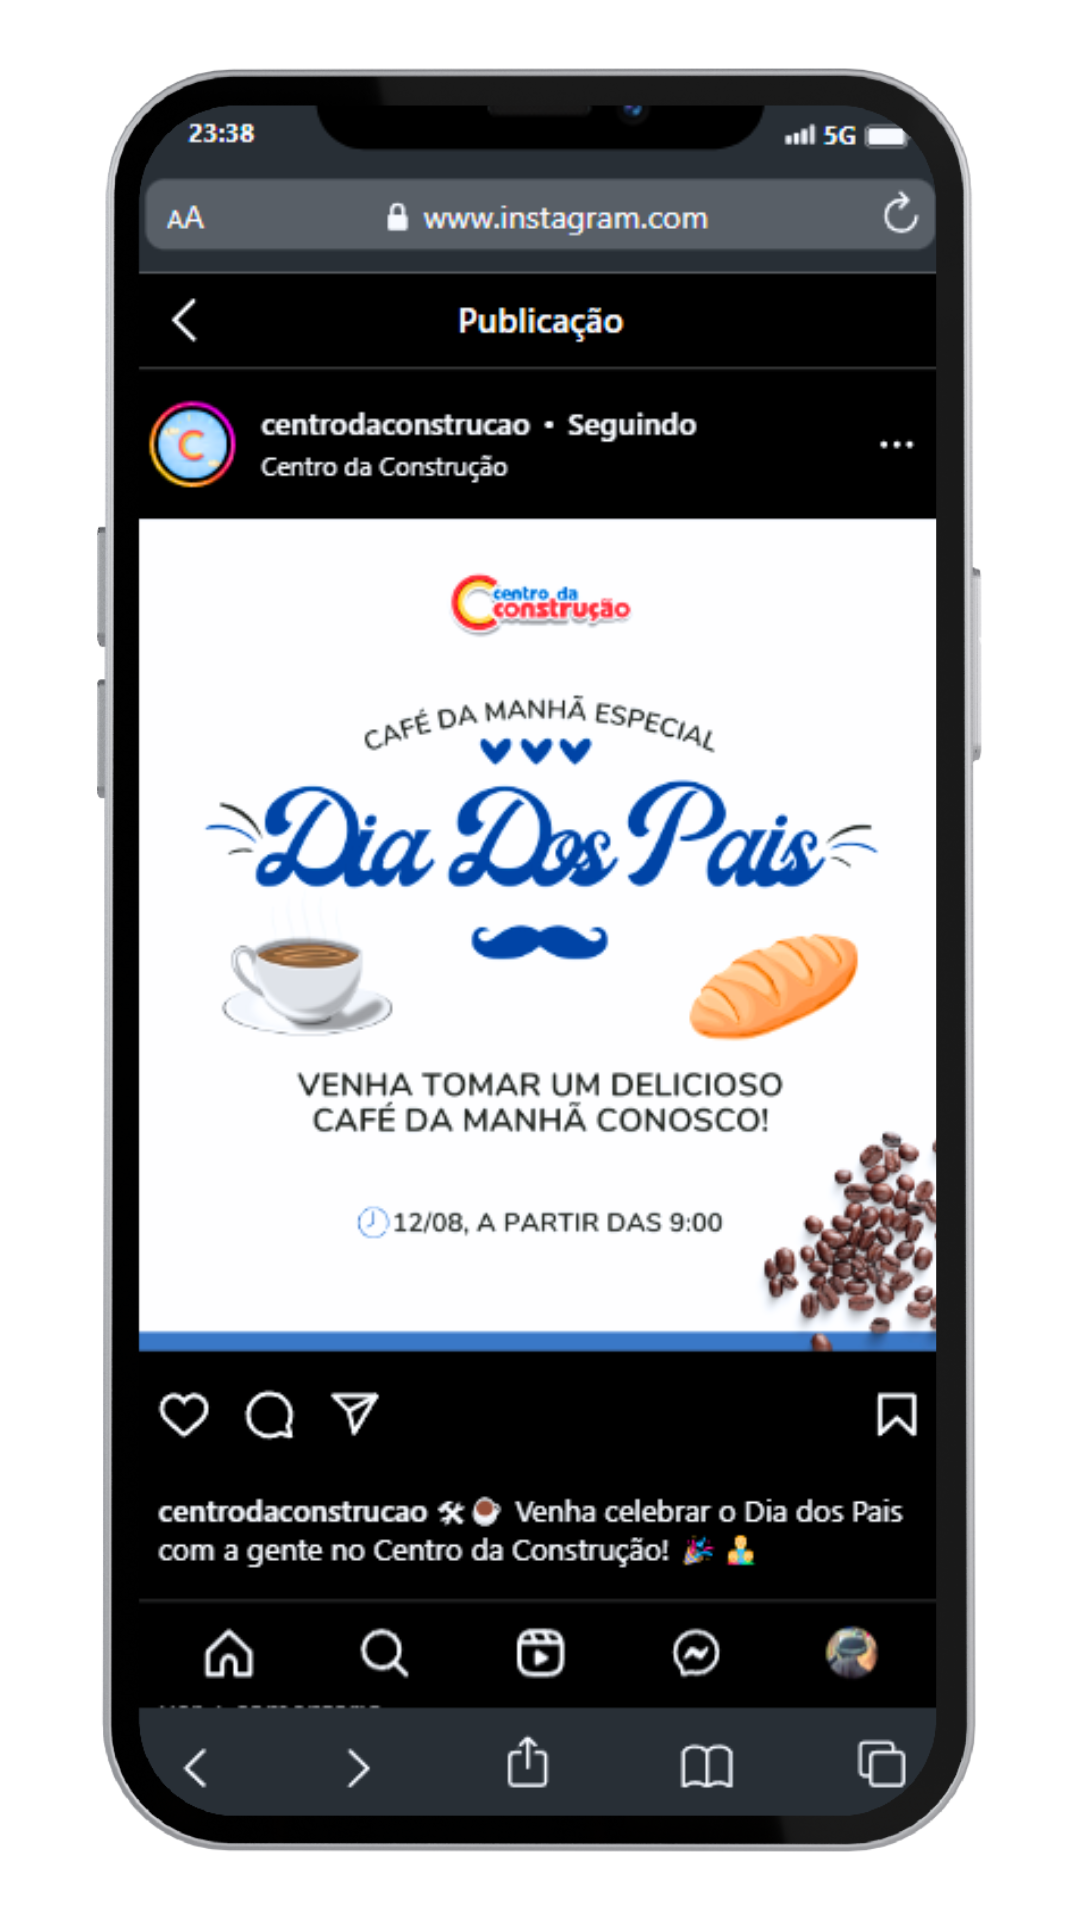 23:38
5G
AA
www.instagram.com
Publicação
centrodaconstrucao • Seguindo
Centro da Construção
centro da
construção
CAFÉ DA MANHÃ ESPECIAL
Dia Dos Pais
VENHA TOMAR UM DELICIOSO
CAFÉ DA MANHÃ CONOSCO!
12/08, A PARTIR DAS 9:00
centrodaconstrucao 🛠☕ Venha celebrar o Dia dos Pais
com a gente no Centro da Construção! 🎉